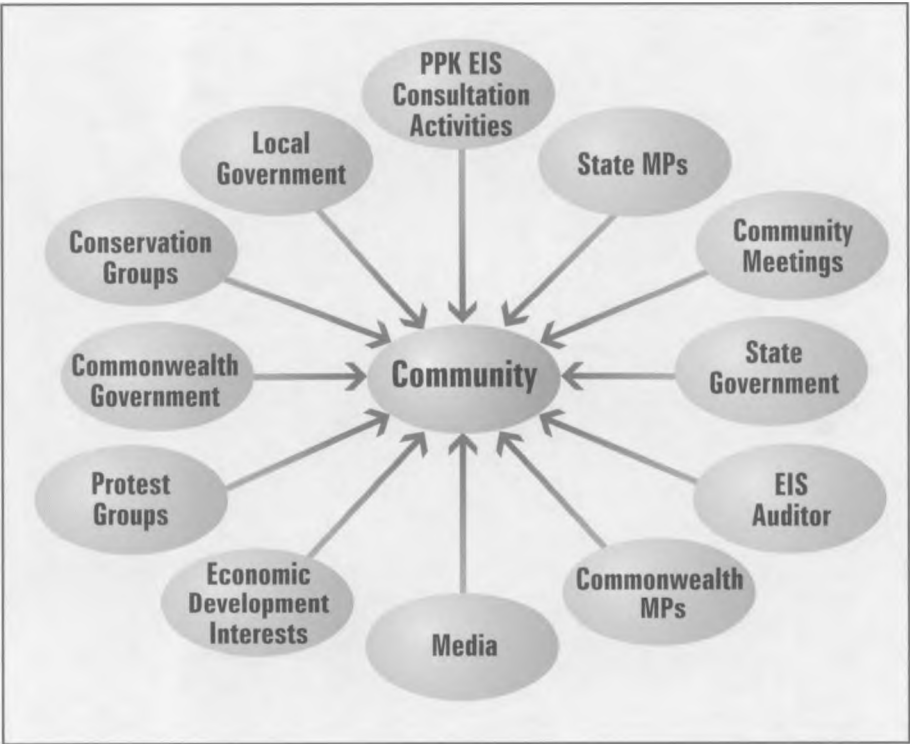 PPK EIS
Consultation
Activities
Local
Government
State MPs
Conservation
Groups
Community
Meetings
Commonwealth
Government
Community
State
Government
Protest
Groups
EIS
Auditor
Economic
Development
Interests
Commonwealth
MPs
Media